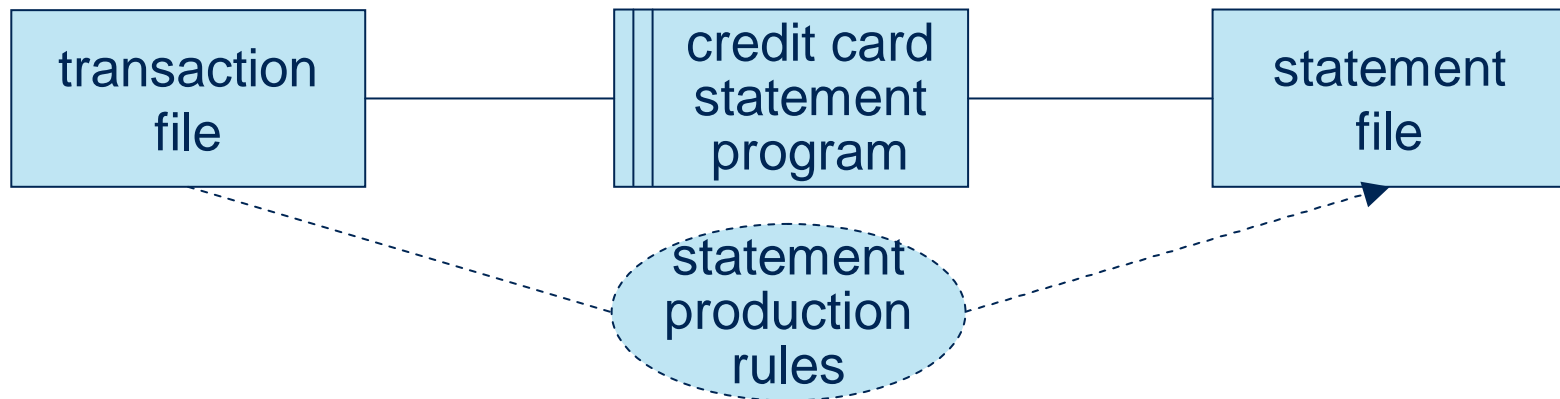 transaction
file
credit card
statement
program
statement
file
statement
production
rules